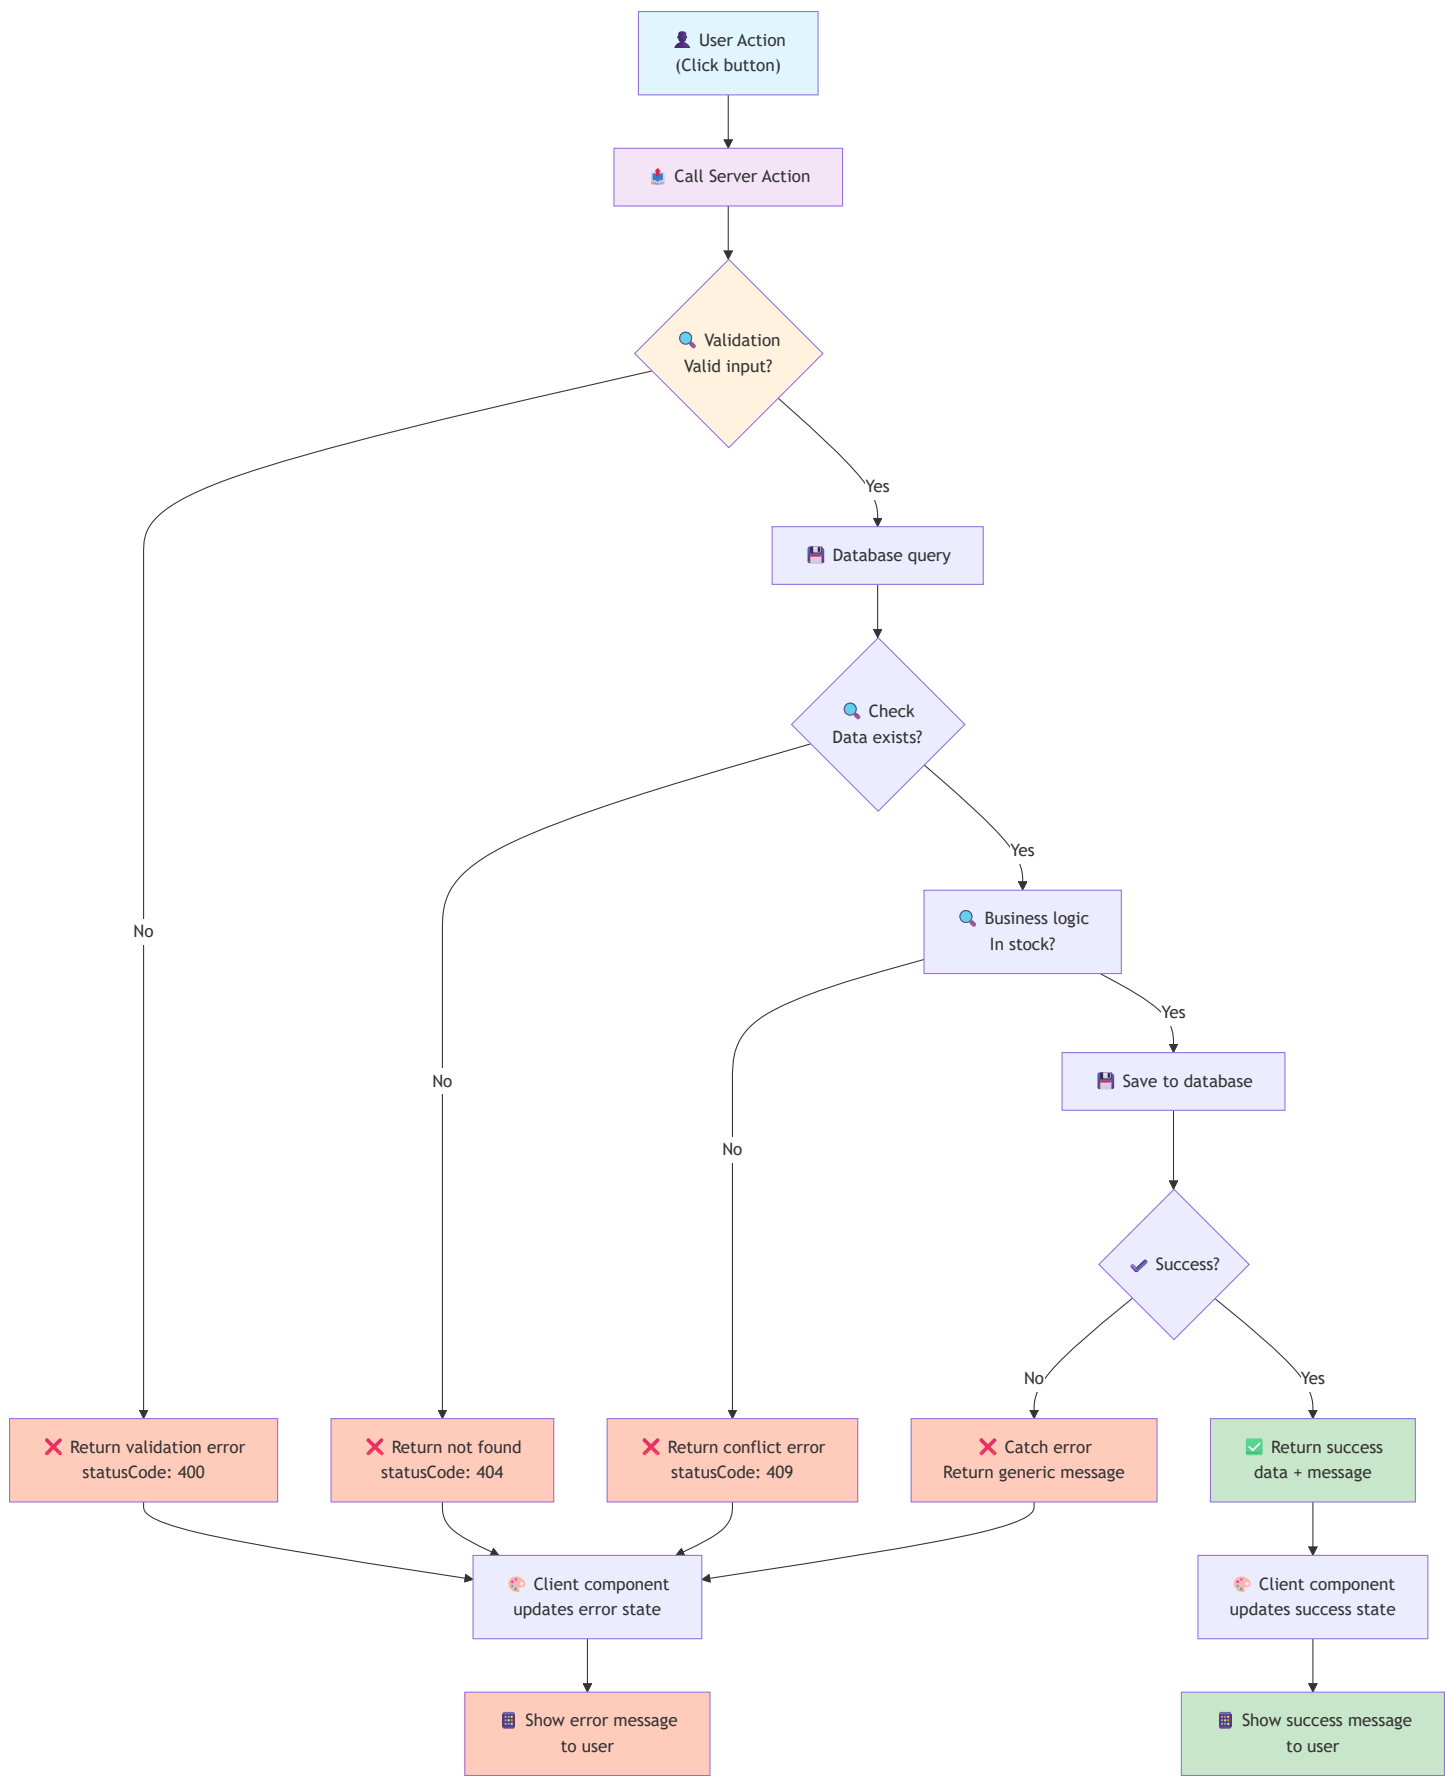 👤 User Action
(Click button)
📤 Call Server Action
🔍 Validation
Valid input?
Yes
💾 Database query
🔍 Check
Data exists?
Yes
🔍 Business logic
In stock?
No
Yes
No
💾 Save to database
No
✔️ Success?
No
Yes
❌ Return validation error
statusCode: 400
❌ Return not found
statusCode: 404
❌ Return conflict error
statusCode: 409
❌ Catch error
Return generic message
✅ Return success
data + message
🎨 Client component
updates error state
🎨 Client component
updates success state
📱 Show error message
to user
📱 Show success message
to user